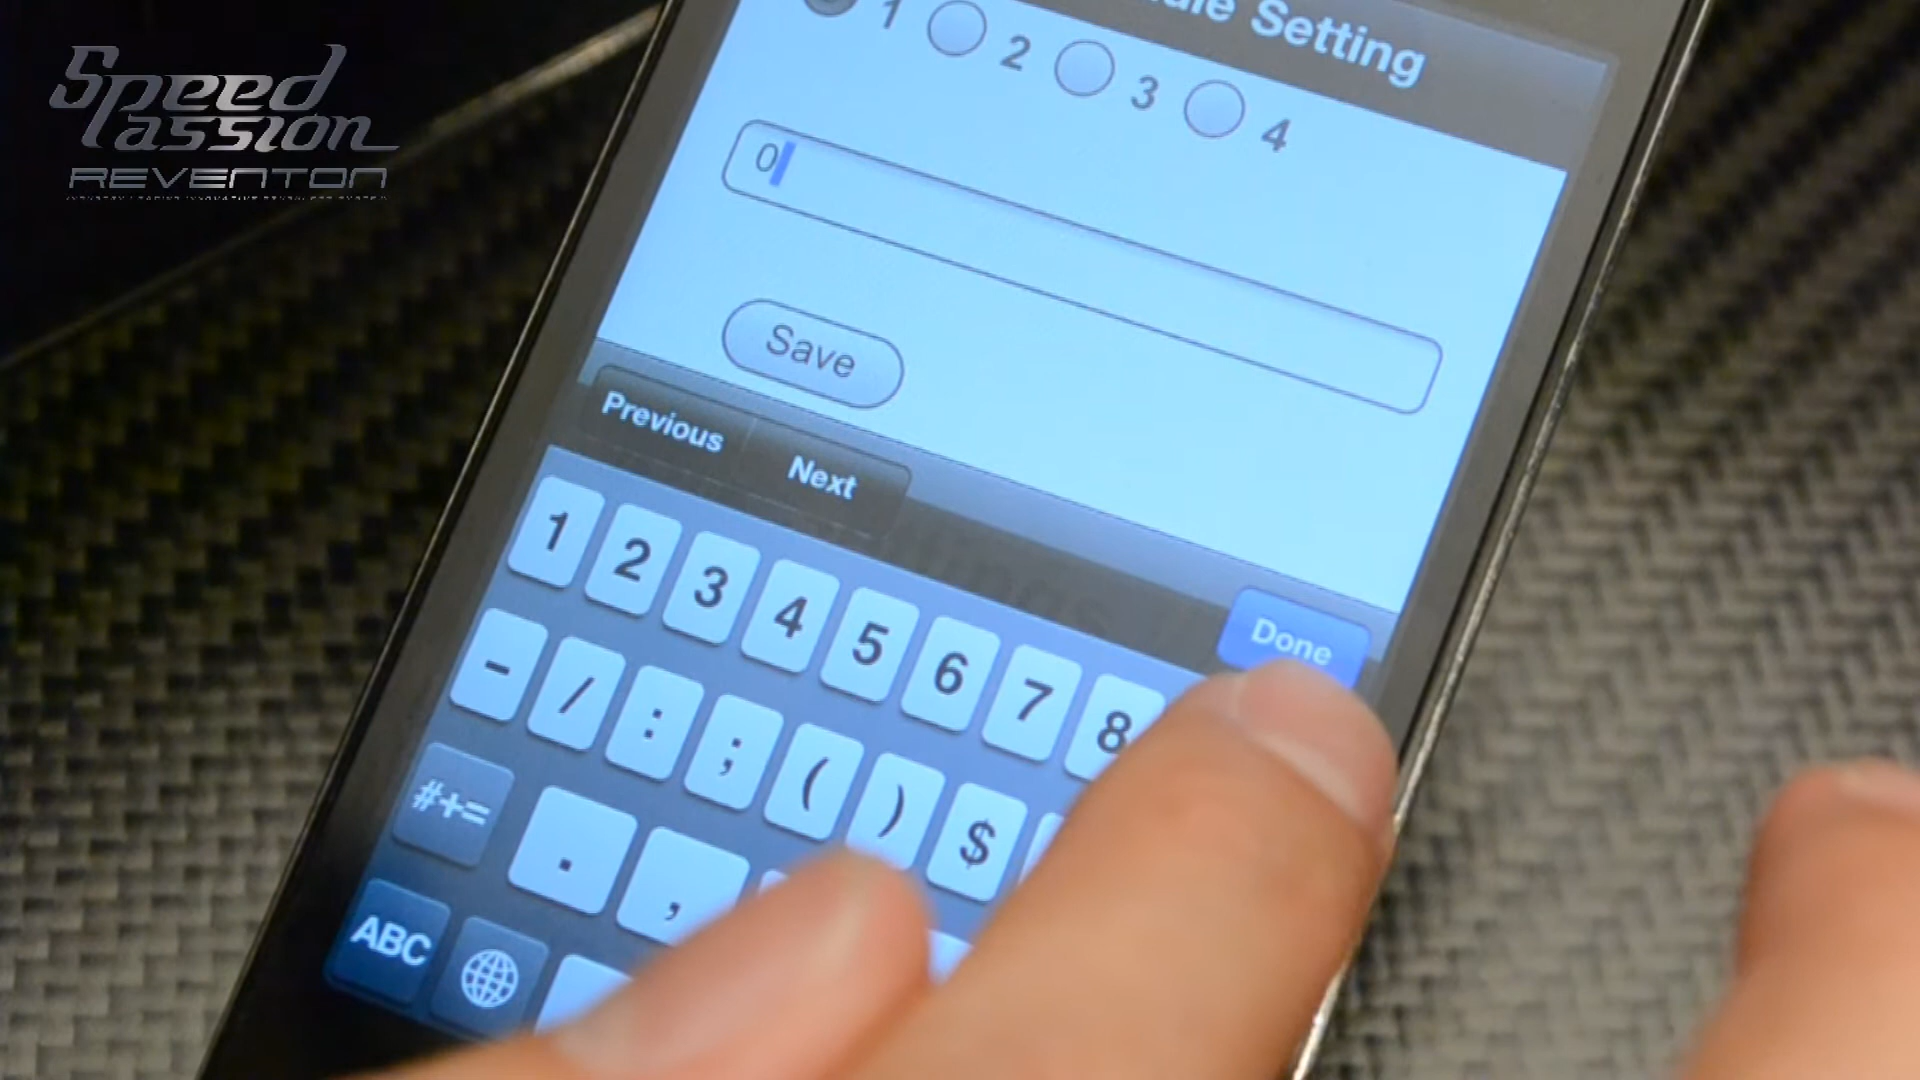 Speed
Passion
REVENTON
Setting
1 2 3 4
0
Save
Previous Next
Done
1 2 3 4 5 6 7 8
- / : ; ( ) $
#+= . ,
ABC